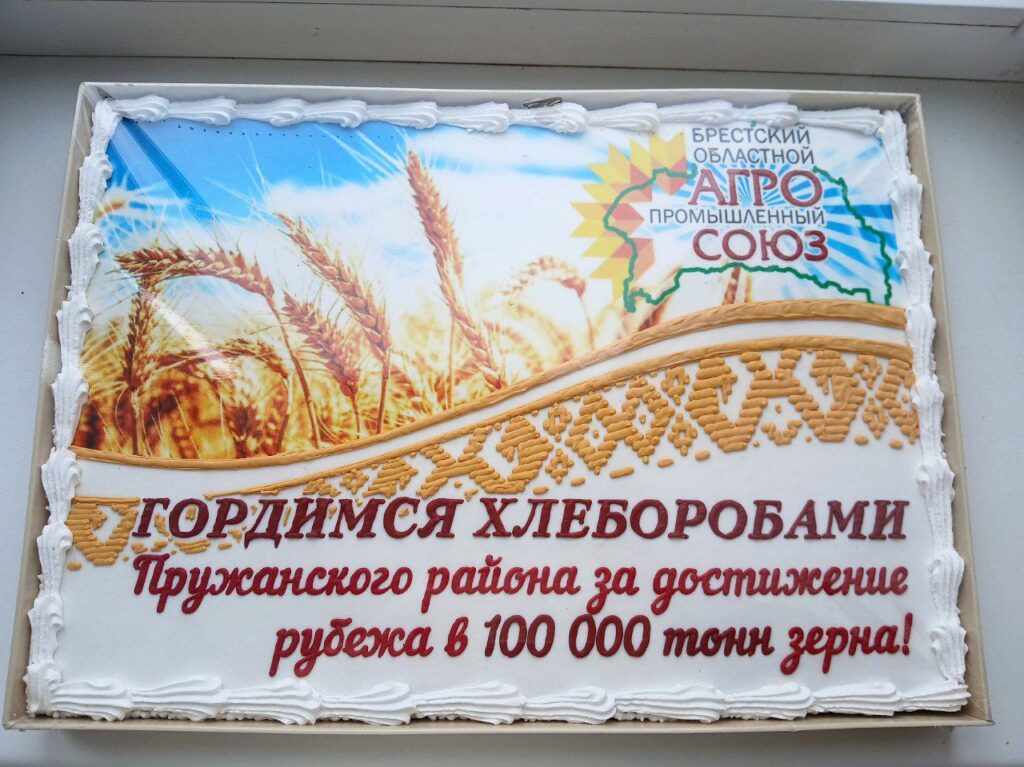 БРЕСТСКИЙ
ОБЛАСТНОЙ
АГРО
ПРОМЫШЛЕННЫЙ
СОЮЗ
ГОРДИМСЯ ХЛЕБОРОБАМИ
Пружанского района за достижение
рубежа в 100 000 тонн зерна!